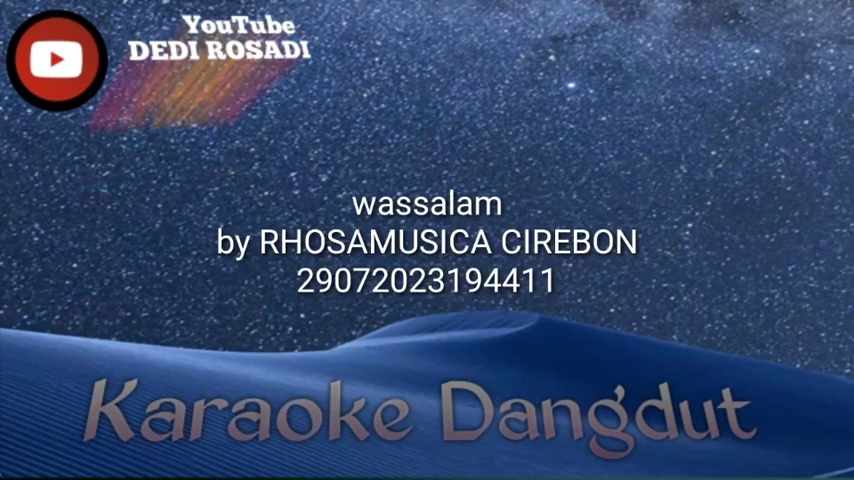 YouTube
DEDI ROSADI
wassalam
by RHOSAMUSICA CIREBON
29072023194411
Karaoke Dangdut